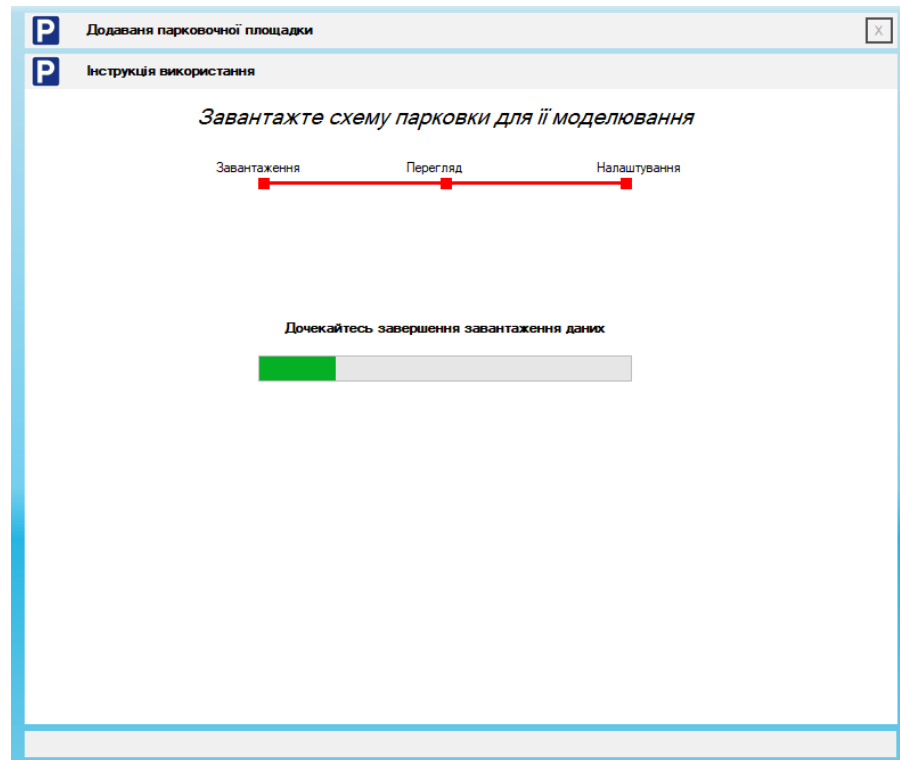 P Додаваня парковочної площадки X
P Інструкція використання
Завантажте схему парковки для її моделювання
Завантаження Перегляд Налаштування
Дочекайтесь завершення завантаження даних